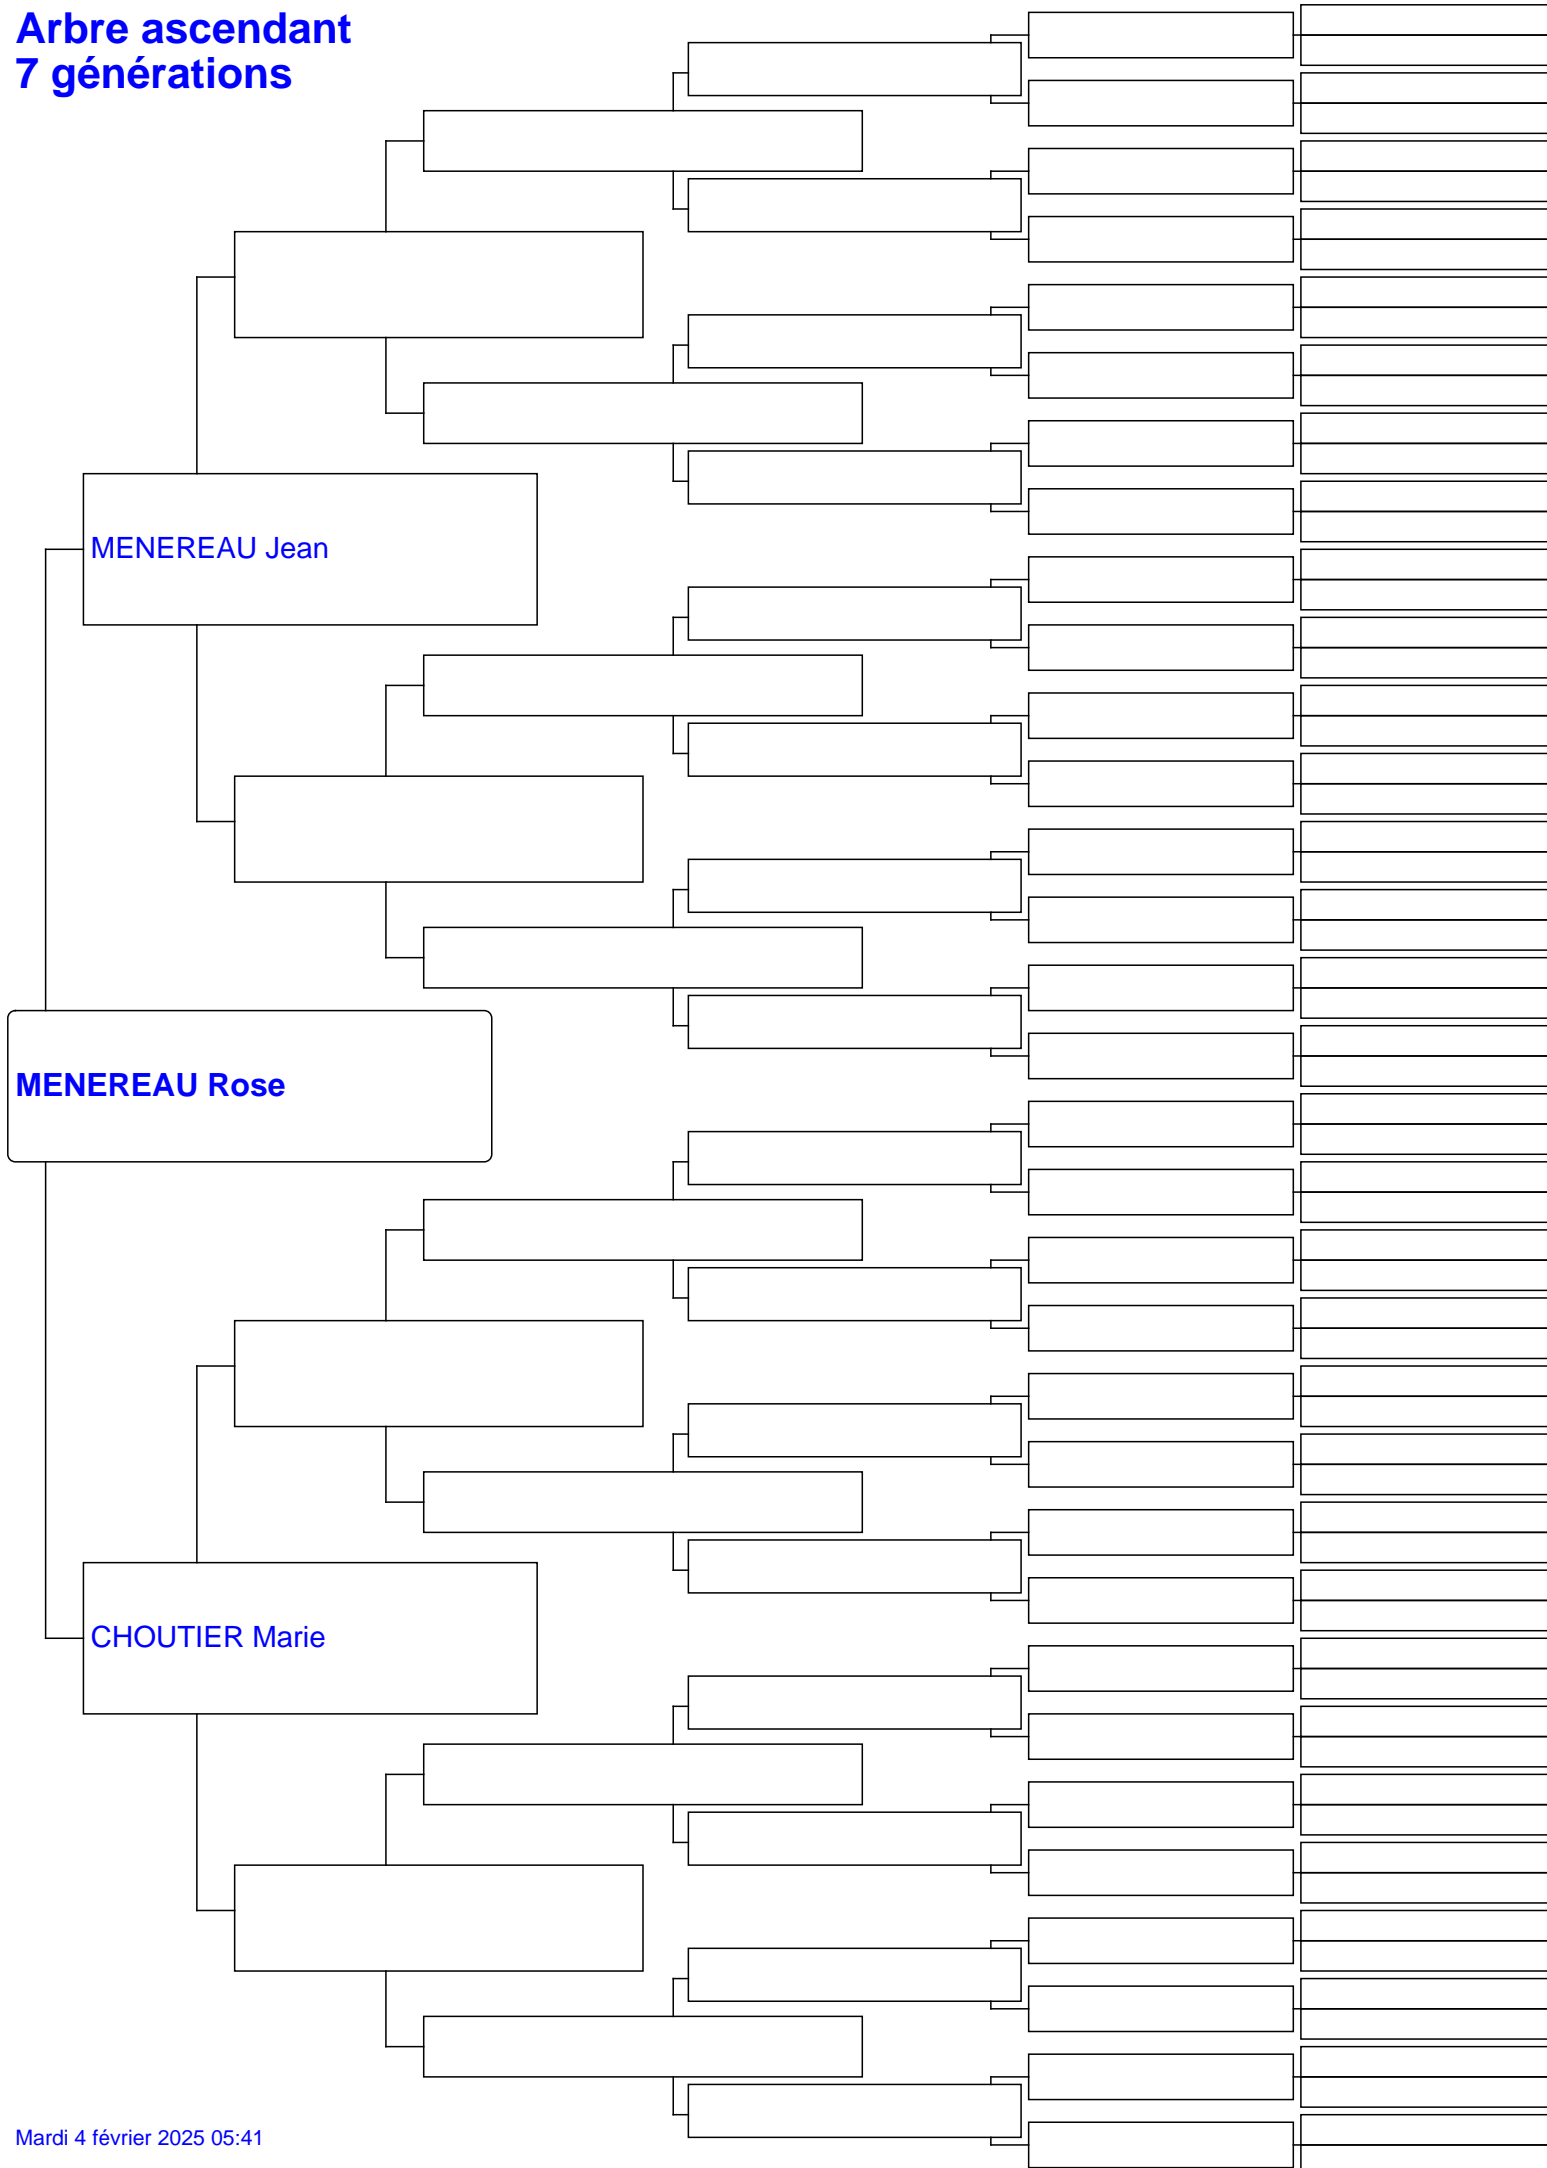 Arbre ascendant
7 générations
MENEREAU Jean
MENEREAU Rose
CHOUTIER Marie
Mardi 4 février 2025 05:41